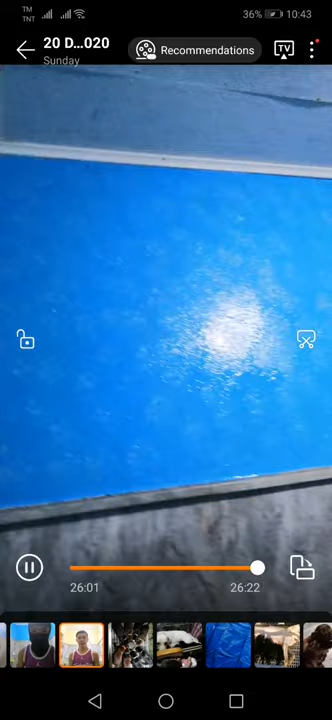 TM
TNT
36%
10:43
20 D...020
Sunday
Recommendations
TV
26:01
26:22